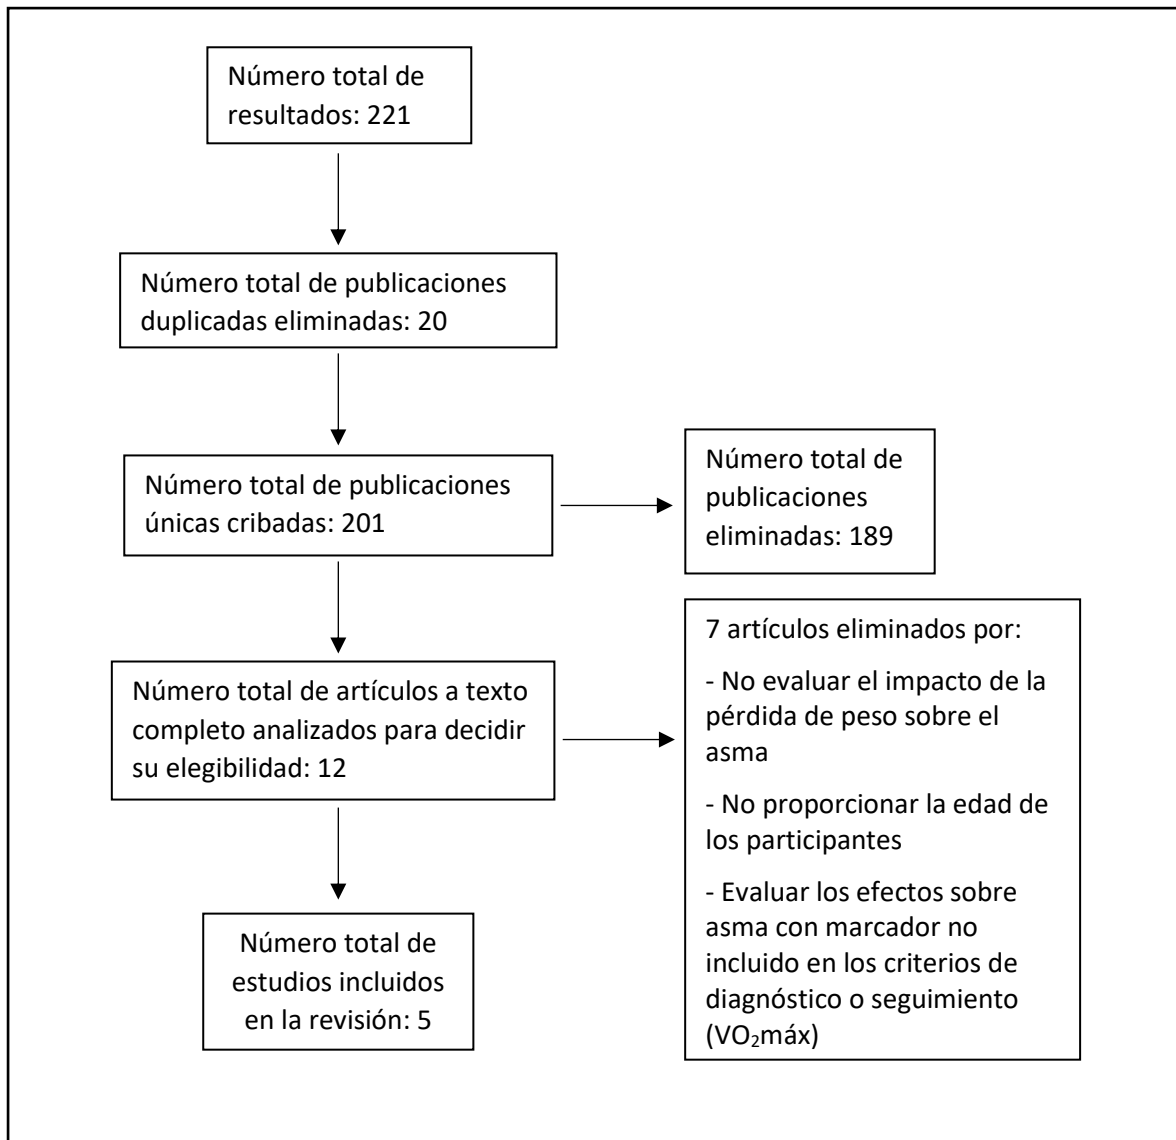 Número total de
resultados: 221
Número total de publicaciones
duplicadas eliminadas: 20
Número total de publicaciones
únicas cribadas: 201
Número total de
publicaciones
eliminadas: 189
Número total de artículos a texto
completo analizados para decidir
su elegibilidad: 12
7 artículos eliminados por:
- No evaluar el impacto de la
pérdida de peso sobre el
asma
- No proporcionar la edad de
los participantes
- Evaluar los efectos sobre
asma con marcador no
incluido en los criterios de
diagnóstico o seguimiento
(VO₂máx)
Número total de
estudios incluidos
en la revisión: 5